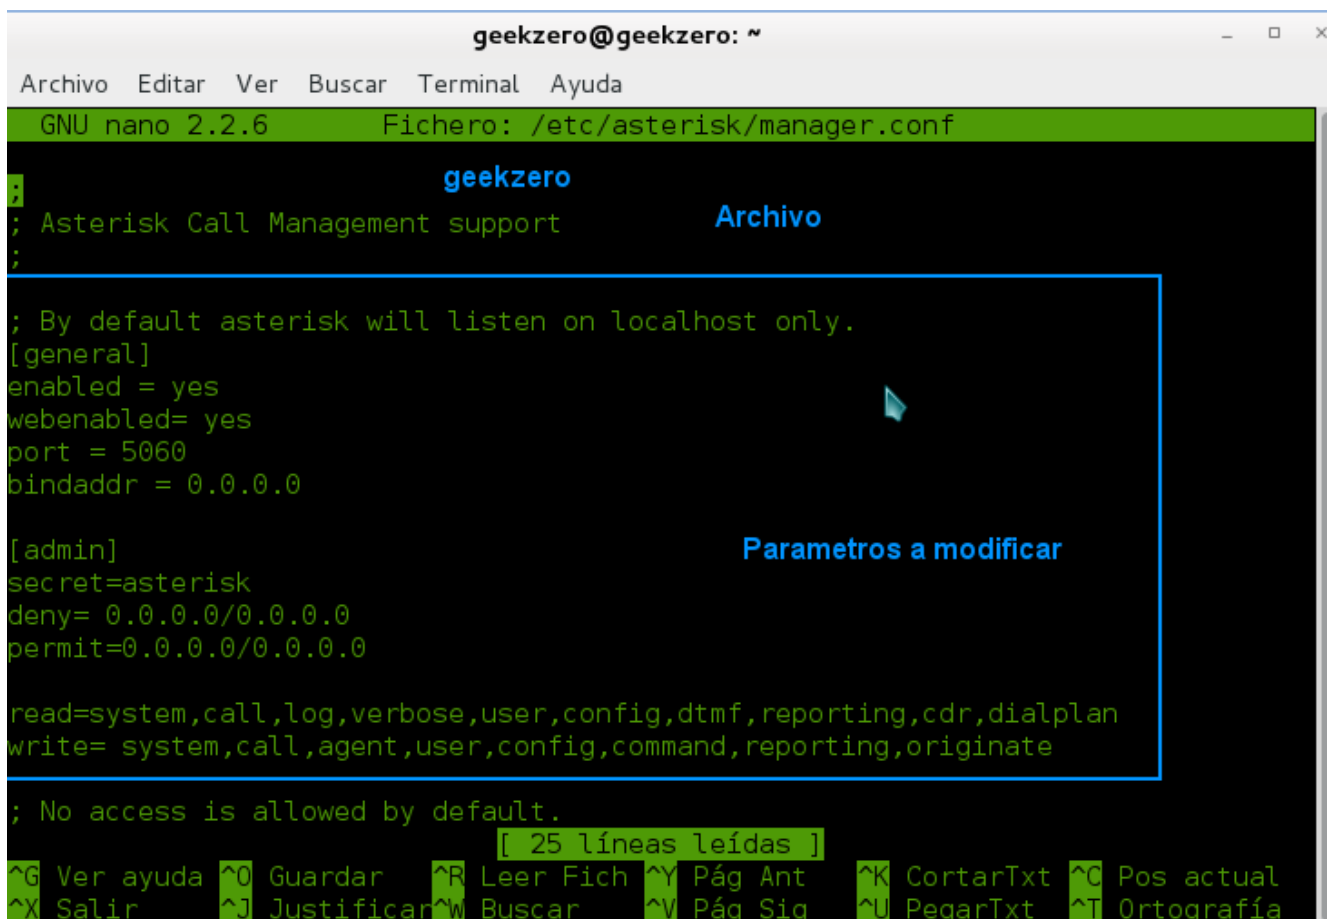 geekzero@geekzero: ~
Archivo Editar Ver Buscar Terminal Ayuda
GNU nano 2.2.6 Fichero: /etc/asterisk/manager.conf
geekzero
;
Archivo
; Asterisk Call Management support
;
; By default asterisk will listen on localhost only.
[general]
enabled = yes
webenabled= yes
port = 5060
bindaddr = 0.0.0.0
[admin]
Parametros a modificar
secret=asterisk
deny= 0.0.0.0/0.0.0.0
permit=0.0.0.0/0.0.0.0
read=system,call,log,verbose,user,config,dtmf,reporting,cdr,dialplan
write= system,call,agent,user,config,command,reporting,originate
; No access is allowed by default.
[ 25 líneas leídas ]
^G Ver ayuda ^O Guardar ^R Leer Fich ^Y Pág Ant ^K CortarTxt ^C Pos actual
^X Salir ^J Justificar ^W Buscar ^V Pág Sig ^U PegarTxt ^T Ortografía